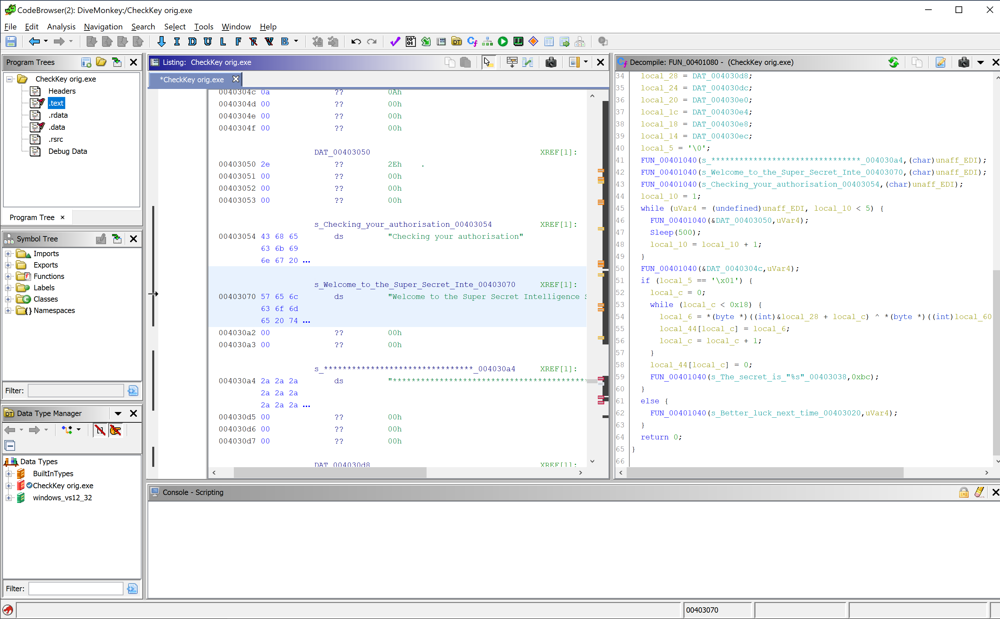 CodeBrowser(2): DiveMonkey:/CheckKey orig.exe
File Edit Analysis Navigation Search Select Tools Window Help
I D U L F F V B
Program Trees
CheckKey orig.exe
Headers
.text
.rdata
.data
.rsrc
Debug Data
Program Tree
Symbol Tree
Imports
Exports
Functions
Labels
Classes
Namespaces
Filter:
Data Type Manager
Data Types
BuiltInTypes
CheckKey orig.exe
windows_vs12_32
Filter:
Listing: CheckKey orig.exe
*CheckKey orig.exe
0040304c 0a ?? 0Ah
0040304d 00 ?? 00h
0040304e 00 ?? 00h
0040304f 00 ?? 00h
DAT_00403050 XREF[1]:
00403050 2e ?? 2Eh .
00403051 00 ?? 00h
00403052 00 ?? 00h
00403053 00 ?? 00h
s_Checking_your_authorisation_00403054 XREF[1]:
00403054 43 68 65 ds "Checking your authorisation"
63 6b 69
6e 67 20 ...
s_Welcome_to_the_Super_Secret_Inte_00403070 XREF[1]:
00403070 57 65 6c ds "Welcome to the Super Secret Intelligence S
63 6f 6d
65 20 74 ...
004030a2 00 ?? 00h
004030a3 00 ?? 00h
s_********************************_004030a4 XREF[1]:
004030a4 2a 2a 2a ds "******************************************
2a 2a 2a
2a 2a 2a ...
004030d5 00 ?? 00h
004030d6 00 ?? 00h
004030d7 00 ?? 00h
DAT_004030d8 XREF[1]:
Decompile: FUN_00401080 - (CheckKey orig.exe)
34 local_28 = DAT_004030d8;
35 local_24 = DAT_004030dc;
36 local_20 = DAT_004030e0;
37 local_1c = DAT_004030e4;
38 local_18 = DAT_004030e8;
39 local_14 = DAT_004030ec;
40 local_5 = '\0';
41 FUN_00401040(s_********************************_004030a4,(char)unaff_EDI);
42 FUN_00401040(s_Welcome_to_the_Super_Secret_Inte_00403070,(char)unaff_EDI);
43 FUN_00401040(s_Checking_your_authorisation_00403054,(char)unaff_EDI);
44 local_10 = 1;
45 while (uVar4 = (undefined)unaff_EDI, local_10 < 5) {
46 FUN_00401040(&DAT_00403050,uVar4);
47 Sleep(500);
48 local_10 = local_10 + 1;
49 }
50 FUN_00401040(&DAT_0040304c,uVar4);
51 if (local_5 == '\x01') {
52 local_c = 0;
53 while (local_c < 0x18) {
54 local_6 = *(byte *)((int)&local_28 + local_c) ^ *(byte *)((int)local_60
55 local_44[local_c] = local_6;
56 local_c = local_c + 1;
57 }
58 local_44[local_c] = 0;
59 FUN_00401040(s_The_secret_is_"%s"_00403038,0xbc);
60 }
61 else {
62 FUN_00401040(s_Better_luck_next_time_00403020,uVar4);
63 }
64 return 0;
65 }
66
Console - Scripting
00403070